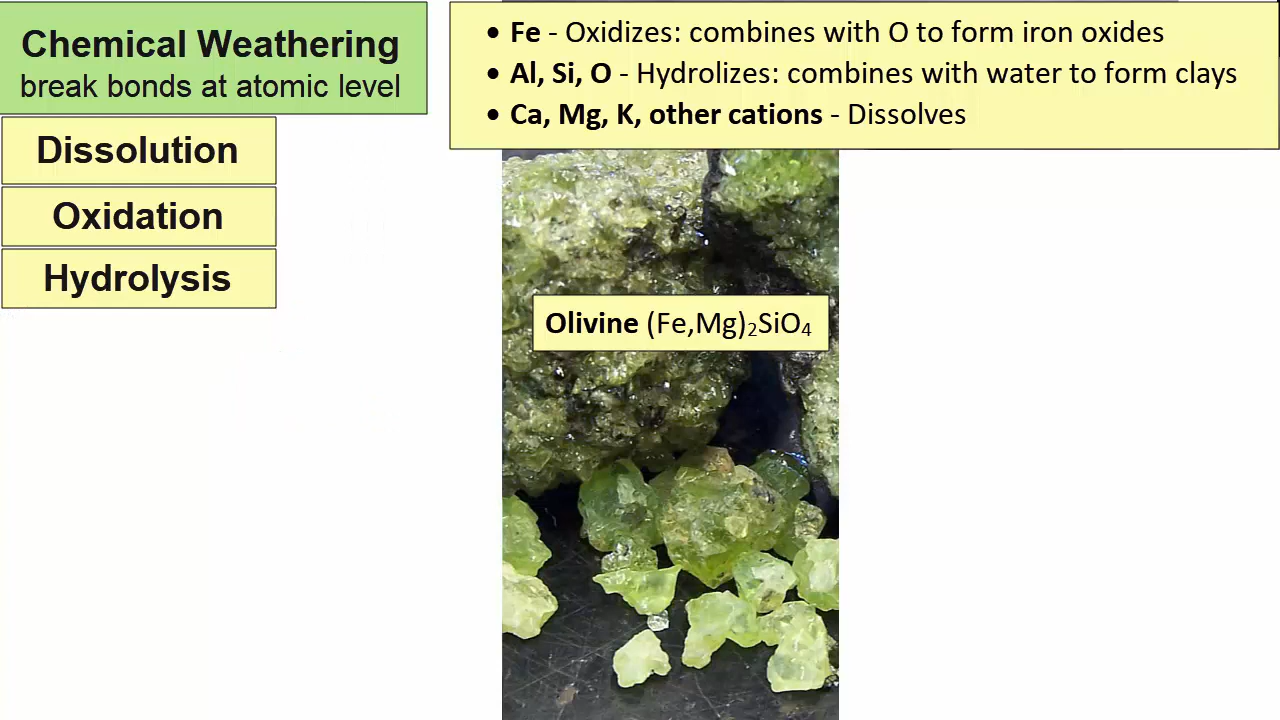 Chemical Weathering
break bonds at atomic level
Dissolution
Oxidation
Hydrolysis
• Fe - Oxidizes: combines with O to form iron oxides
• Al, Si, O - Hydrolizes: combines with water to form clays
• Ca, Mg, K, other cations - Dissolves
Olivine (Fe,Mg)₂SiO₄